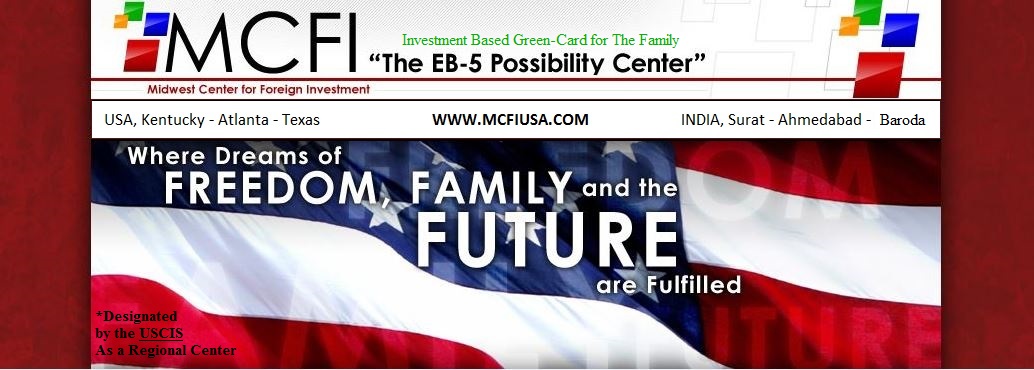 MCFI
Investment Based Green-Card for The Family
“The EB-5 Possibility Center”
Midwest Center for Foreign Investment
USA, Kentucky - Atlanta - Texas
WWW.MCFIUSA.COM
INDIA, Surat - Ahmedabad - Baroda
Where Dreams of
FREEDOM, FAMILY and the
FUTURE
are Fulfilled
*Designated
by the USCIS
As a Regional Center
FREEDOM
FUTURE